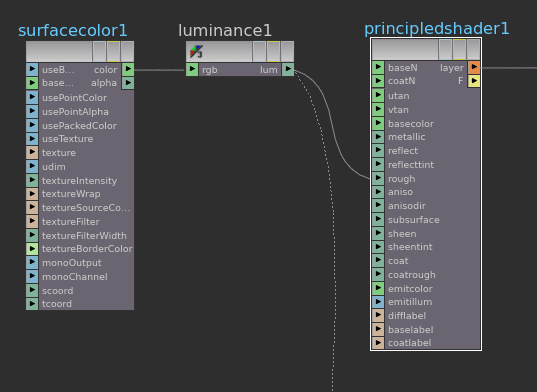 surfacecolor1
useB... color
base... alpha
usePointColor
usePointAlpha
usePackedColor
useTexture
texture
udim
textureIntensity
textureWrap
textureSourceCo...
textureFilter
textureFilterWidth
textureBorderColor
monoOutput
monoChannel
scoord
tcoord
luminance1
3
rgb lum
principledshader1
baseN layer
coatN F
utan
vtan
basecolor
metallic
reflect
reflecttint
rough
aniso
anisodir
subsurface
sheen
sheentint
coat
coatrough
emitcolor
emitillum
difflabel
baselabel
coatlabel